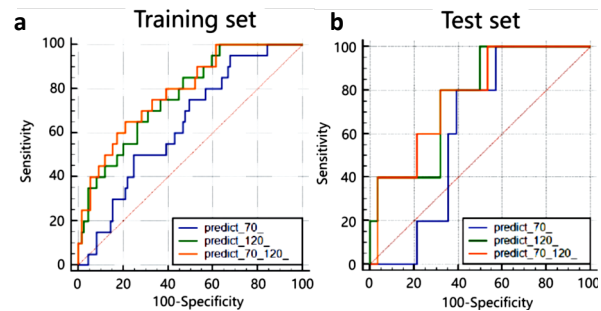 a Training set
100
80
60
40
20
0
Sensitivity
0 20 40 60 80 100
100-Specificity
predict_70_
predict_120_
predict_70_120_
b Test set
100
80
60
40
20
0
Sensitivity
0 20 40 60 80 100
100-Specificity
predict_70_
predict_120_
predict_70_120_